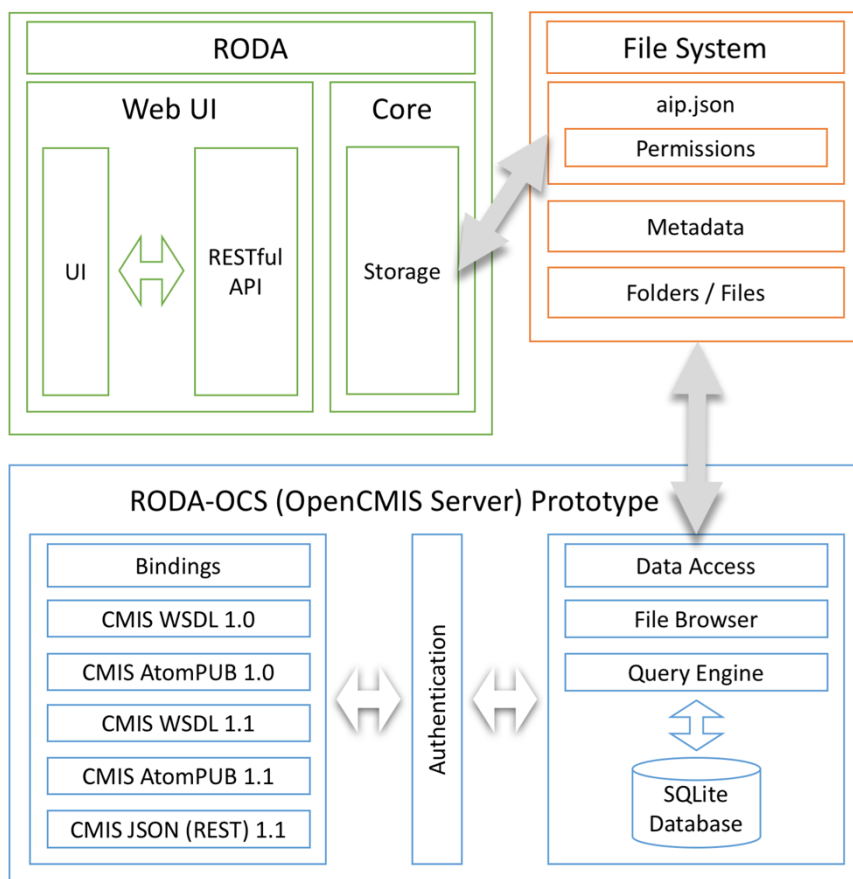 RODA
Web UI
UI
RESTful
API
Core
Storage
File System
aip.json
Permissions
Metadata
Folders / Files
RODA-OCS (OpenCMIS Server) Prototype
Bindings
CMIS WSDL 1.0
CMIS AtomPUB 1.0
CMIS WSDL 1.1
CMIS AtomPUB 1.1
CMIS JSON (REST) 1.1
Authentication
Data Access
File Browser
Query Engine
SQLite
Database